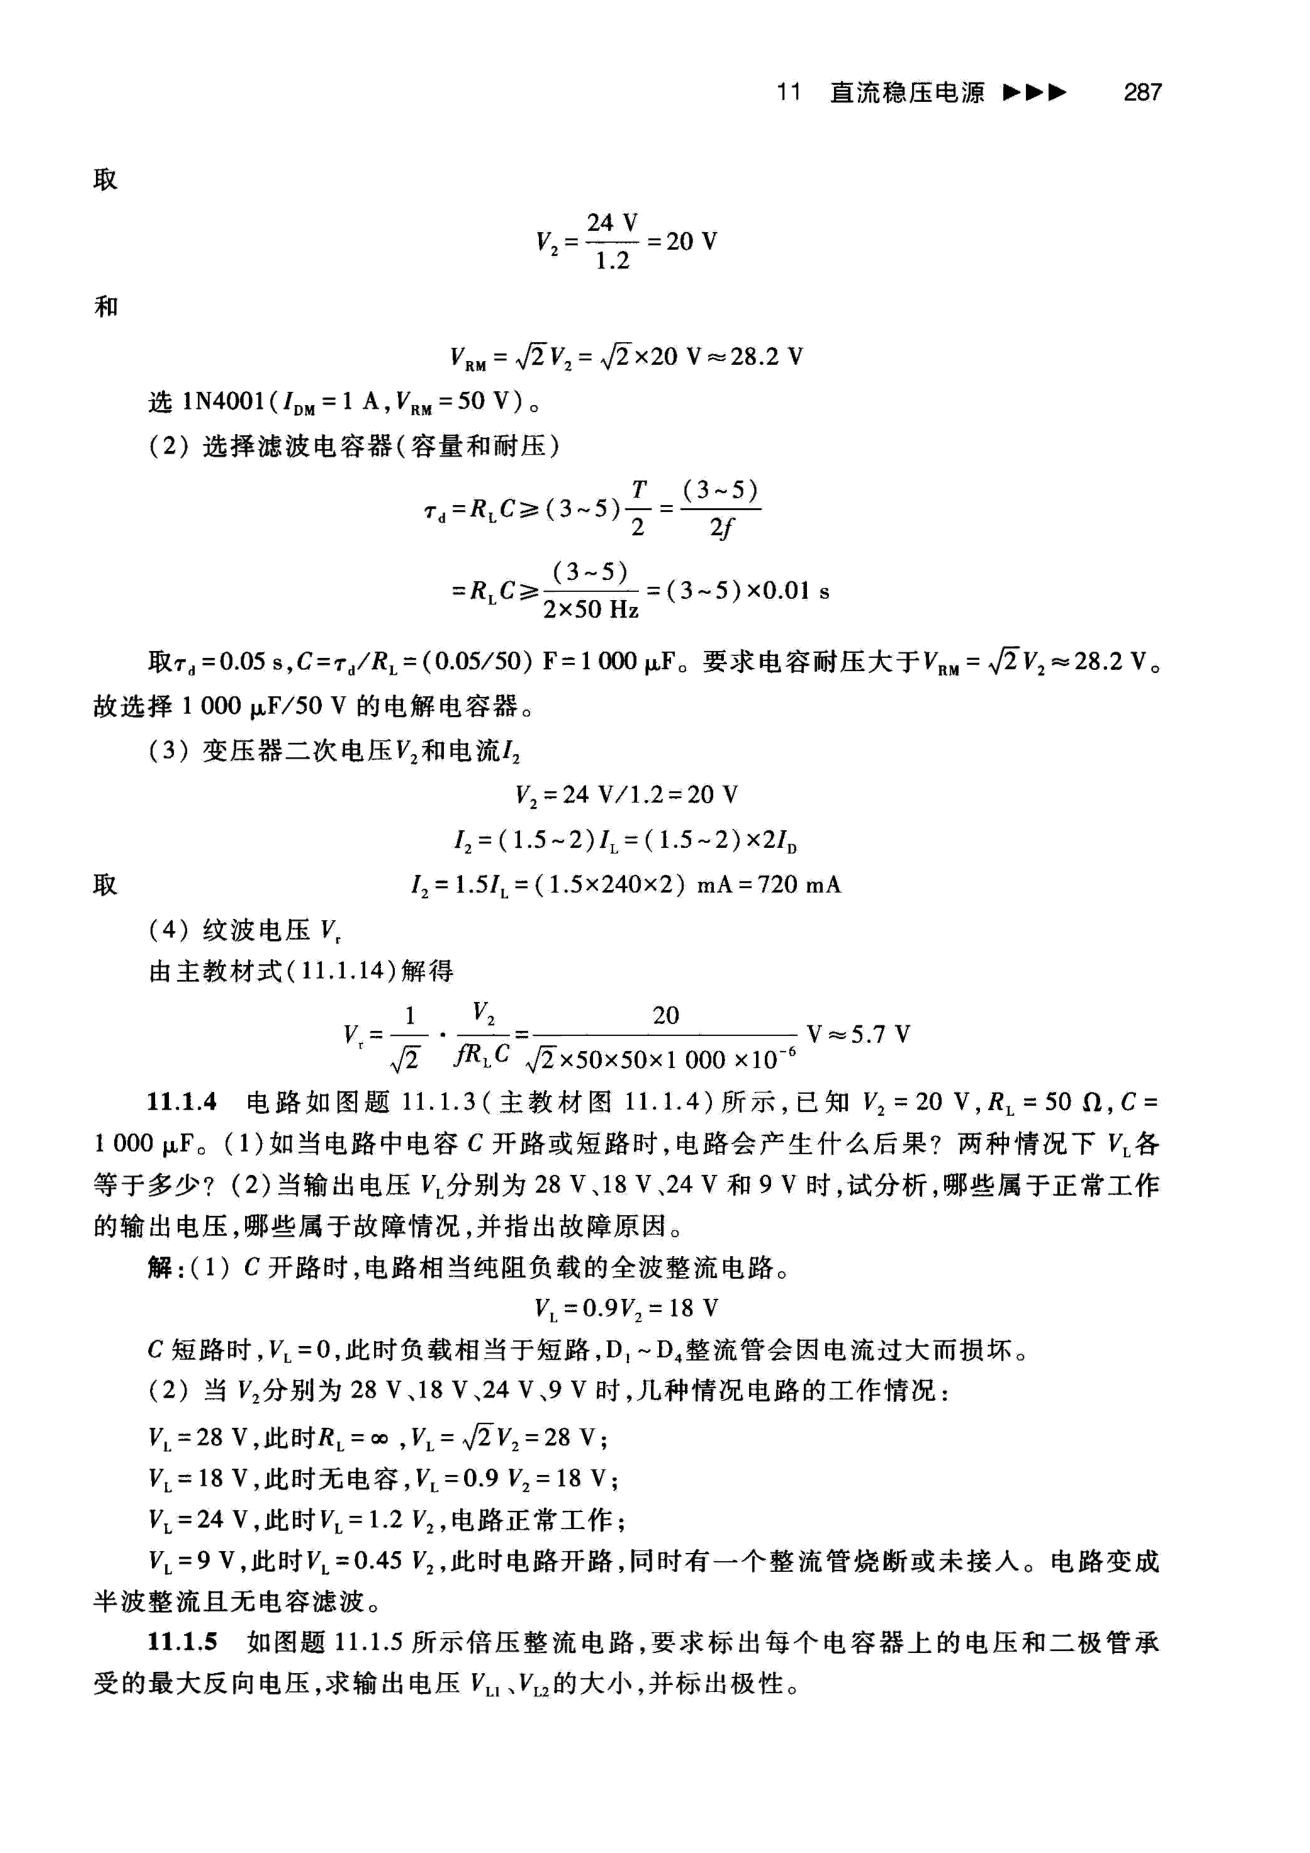 11 直流稳压电源 ▶▶▶ 287
取
V₂ = 24 V/1.2 = 20 V
和
V_RM = √2 V₂ = √2×20 V≈28.2 V
选 1N4001(I_DM = 1 A,V_RM = 50 V)。
(2) 选择滤波电容器(容量和耐压)
τ_d = R_L C ≥ (3~5) T/2 = (3~5)/2f
= R_L C ≥ (3~5)/(2×50 Hz) = (3~5)×0.01 s
取τ_d = 0.05 s,C = τ_d/R_L = (0.05/50) F = 1 000 μF。要求电容耐压大于V_RM = √2 V₂ ≈ 28.2 V。
故选择 1 000 μF/50 V 的电解电容器。
(3) 变压器二次电压V₂和电流I₂
V₂ = 24 V/1.2 = 20 V
I₂ = (1.5~2)I_L = (1.5~2)×2I_D
取 I₂ = 1.5I_L = (1.5×240×2) mA = 720 mA
(4) 纹波电压 V_r
由主教材式(11.1.14)解得
V_r = 1/√2 · V₂/(fR_L C) = 20/(√2×50×50×1 000 ×10⁻⁶) V≈5.7 V
11.1.4 电路如图题 11.1.3(主教材图 11.1.4)所示,已知 V₂ = 20 V,R_L = 50 Ω,C =
1 000 μF。(1)如当电路中电容 C 开路或短路时,电路会产生什么后果? 两种情况下 V_L各
等于多少? (2)当输出电压 V_L分别为 28 V、18 V、24 V 和 9 V 时,试分析,哪些属于正常工作
的输出电压,哪些属于故障情况,并指出故障原因。
解:(1) C 开路时,电路相当纯阻负载的全波整流电路。
V_L = 0.9V₂ = 18 V
C 短路时,V_L = 0,此时负载相当于短路,D₁~D₄整流管会因电流过大而损坏。
(2) 当 V₂分别为 28 V、18 V、24 V、9 V 时,几种情况电路的工作情况:
V_L = 28 V,此时R_L = ∞,V_L = √2 V₂ = 28 V;
V_L = 18 V,此时无电容,V_L = 0.9 V₂ = 18 V;
V_L = 24 V,此时V_L = 1.2 V₂,电路正常工作;
V_L = 9 V,此时V_L = 0.45 V₂,此时电路开路,同时有一个整流管烧断或未接入。电路变成
半波整流且无电容滤波。
11.1.5 如图题 11.1.5 所示倍压整流电路,要求标出每个电容器上的电压和二极管承
受的最大反向电压,求输出电压 V_L1、V_L2的大小,并标出极性。